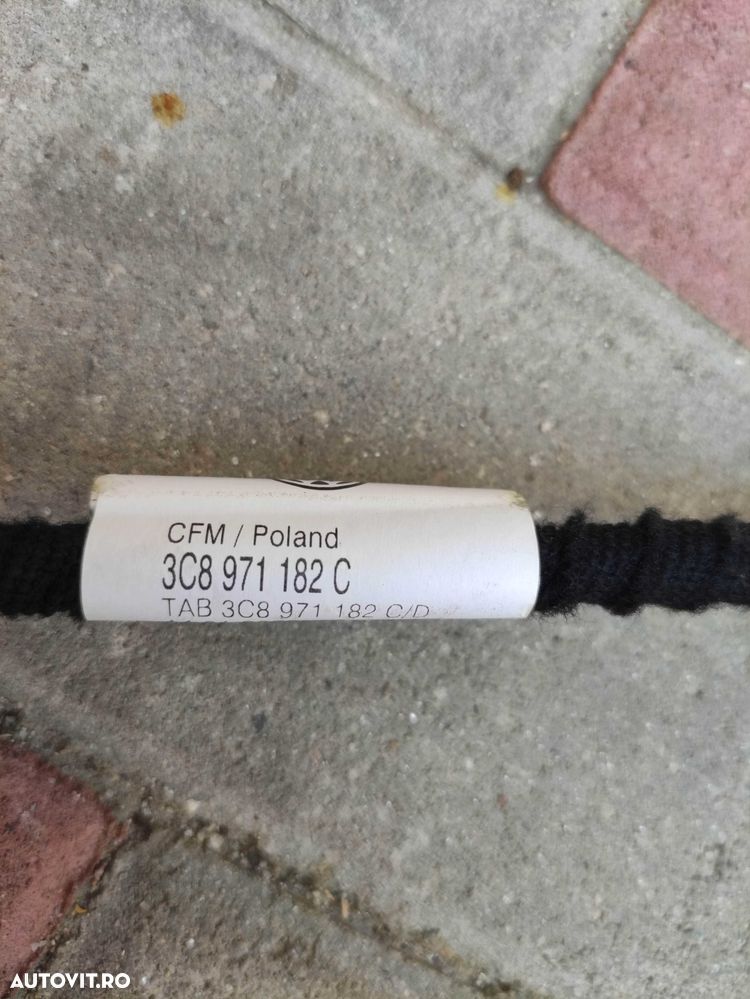 CFM / Poland
3C8 971 182 C
TAB 3C8 971 182 C/D
AUTOVIT.RO